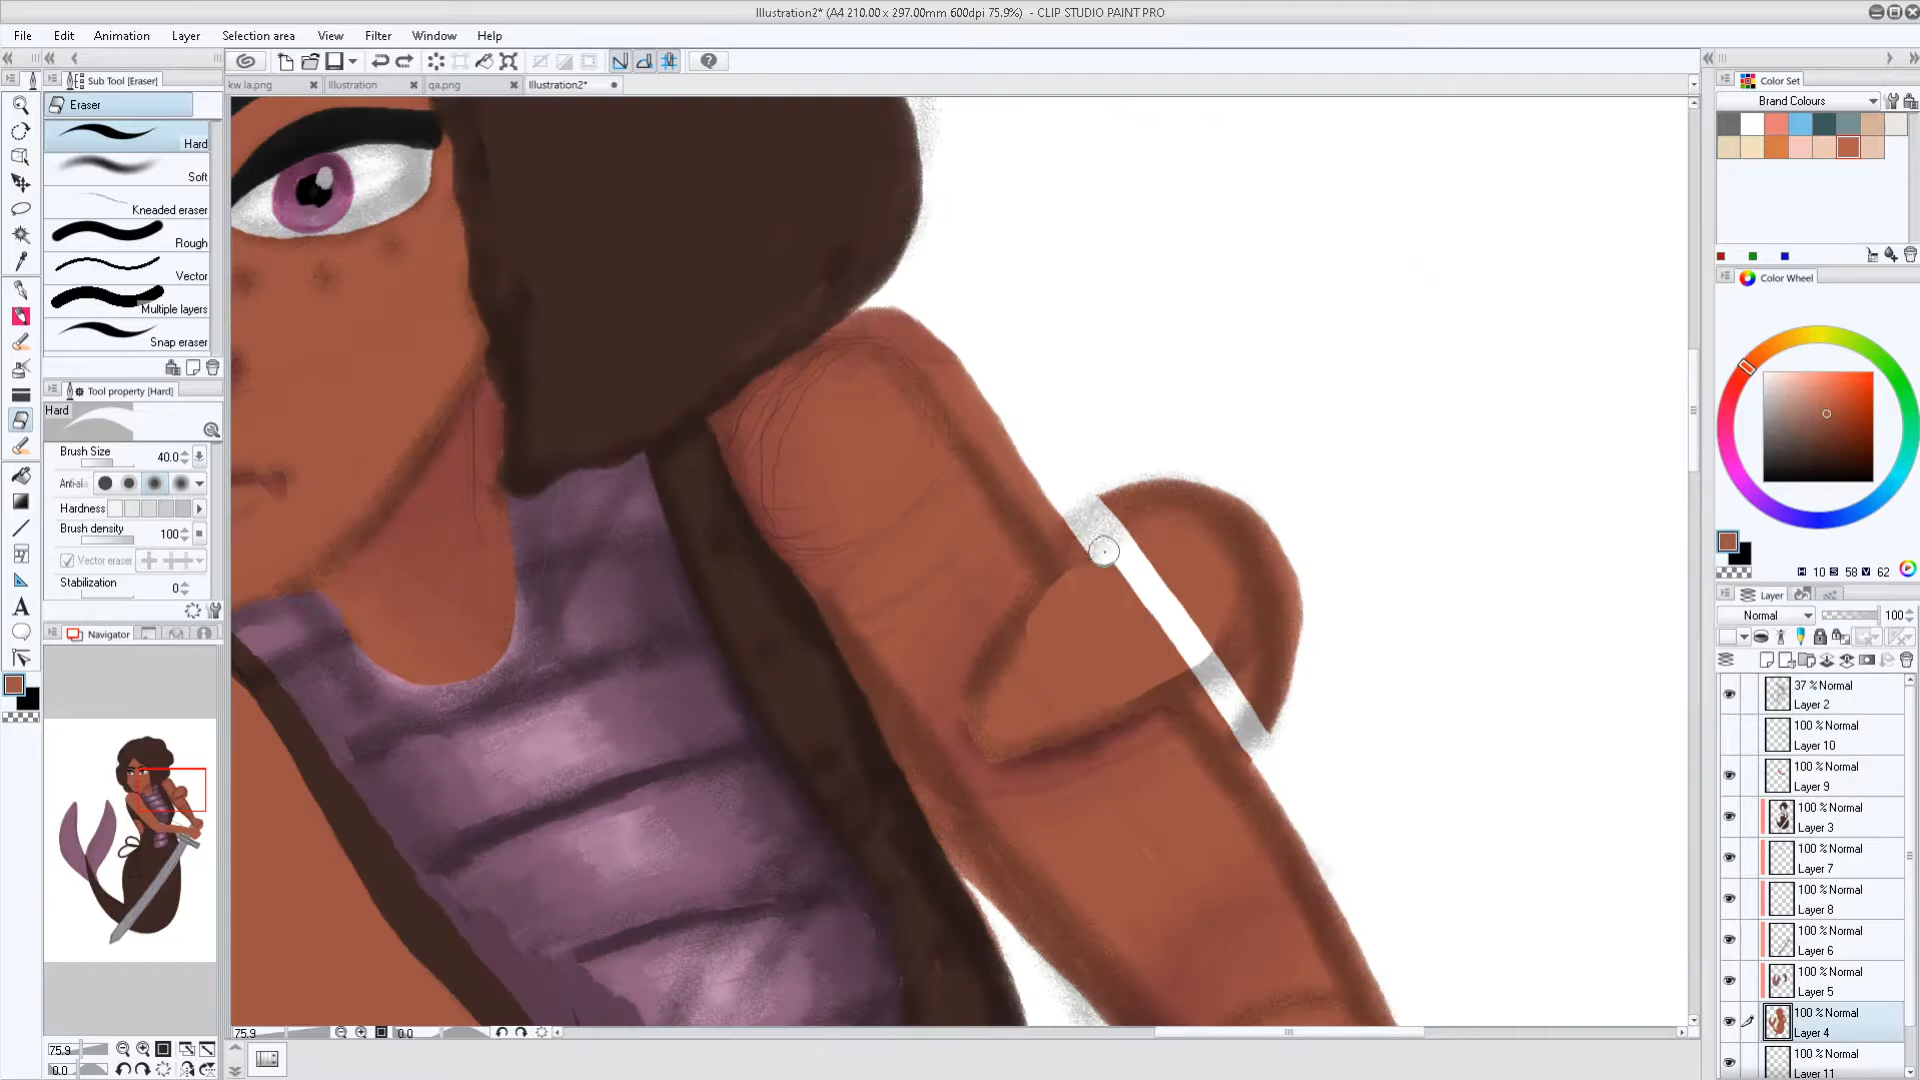 Illustration2* (A4 210.00 x 297.00mm 600dpi 75.9%) - CLIP STUDIO PAINT PRO
File Edit Animation Layer Selection area View Filter Window Help
Sub Tool [Eraser]
Eraser
Hard
Soft
Kneaded eraser
Rough
Vector
Multiple layers
Snap eraser
Tool property [Hard]
Hard
Brush Size 40.0
Anti-alia
Hardness
Brush density 100
Vector eraser
Stabilization 0
Navigator
75.9
0.0
kw la.png Illustration qa.png Illustration2*
75.9 0.0
Color Set
Brand Colours
Color Wheel
H 10 S 58 V 62
Layer
Normal 100
37 % Normal
Layer 2
100 % Normal
Layer 10
100 % Normal
Layer 9
100 % Normal
Layer 3
100 % Normal
Layer 7
100 % Normal
Layer 8
100 % Normal
Layer 6
100 % Normal
Layer 5
100 % Normal
Layer 4
100 % Normal
Layer 11